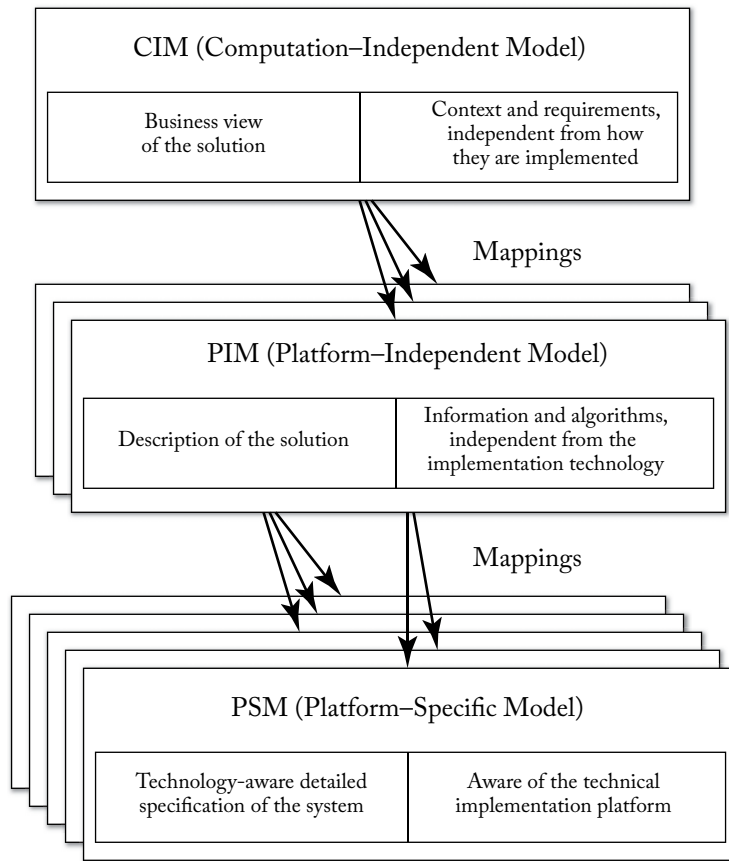 CIM (Computation–Independent Model)
Business view
of the solution
Context and requirements,
independent from how
they are implemented
Mappings
PIM (Platform–Independent Model)
Description of the solution
Information and algorithms,
independent from the
implementation technology
Mappings
PSM (Platform–Specific Model)
Technology-aware detailed
specification of the system
Aware of the technical
implementation platform